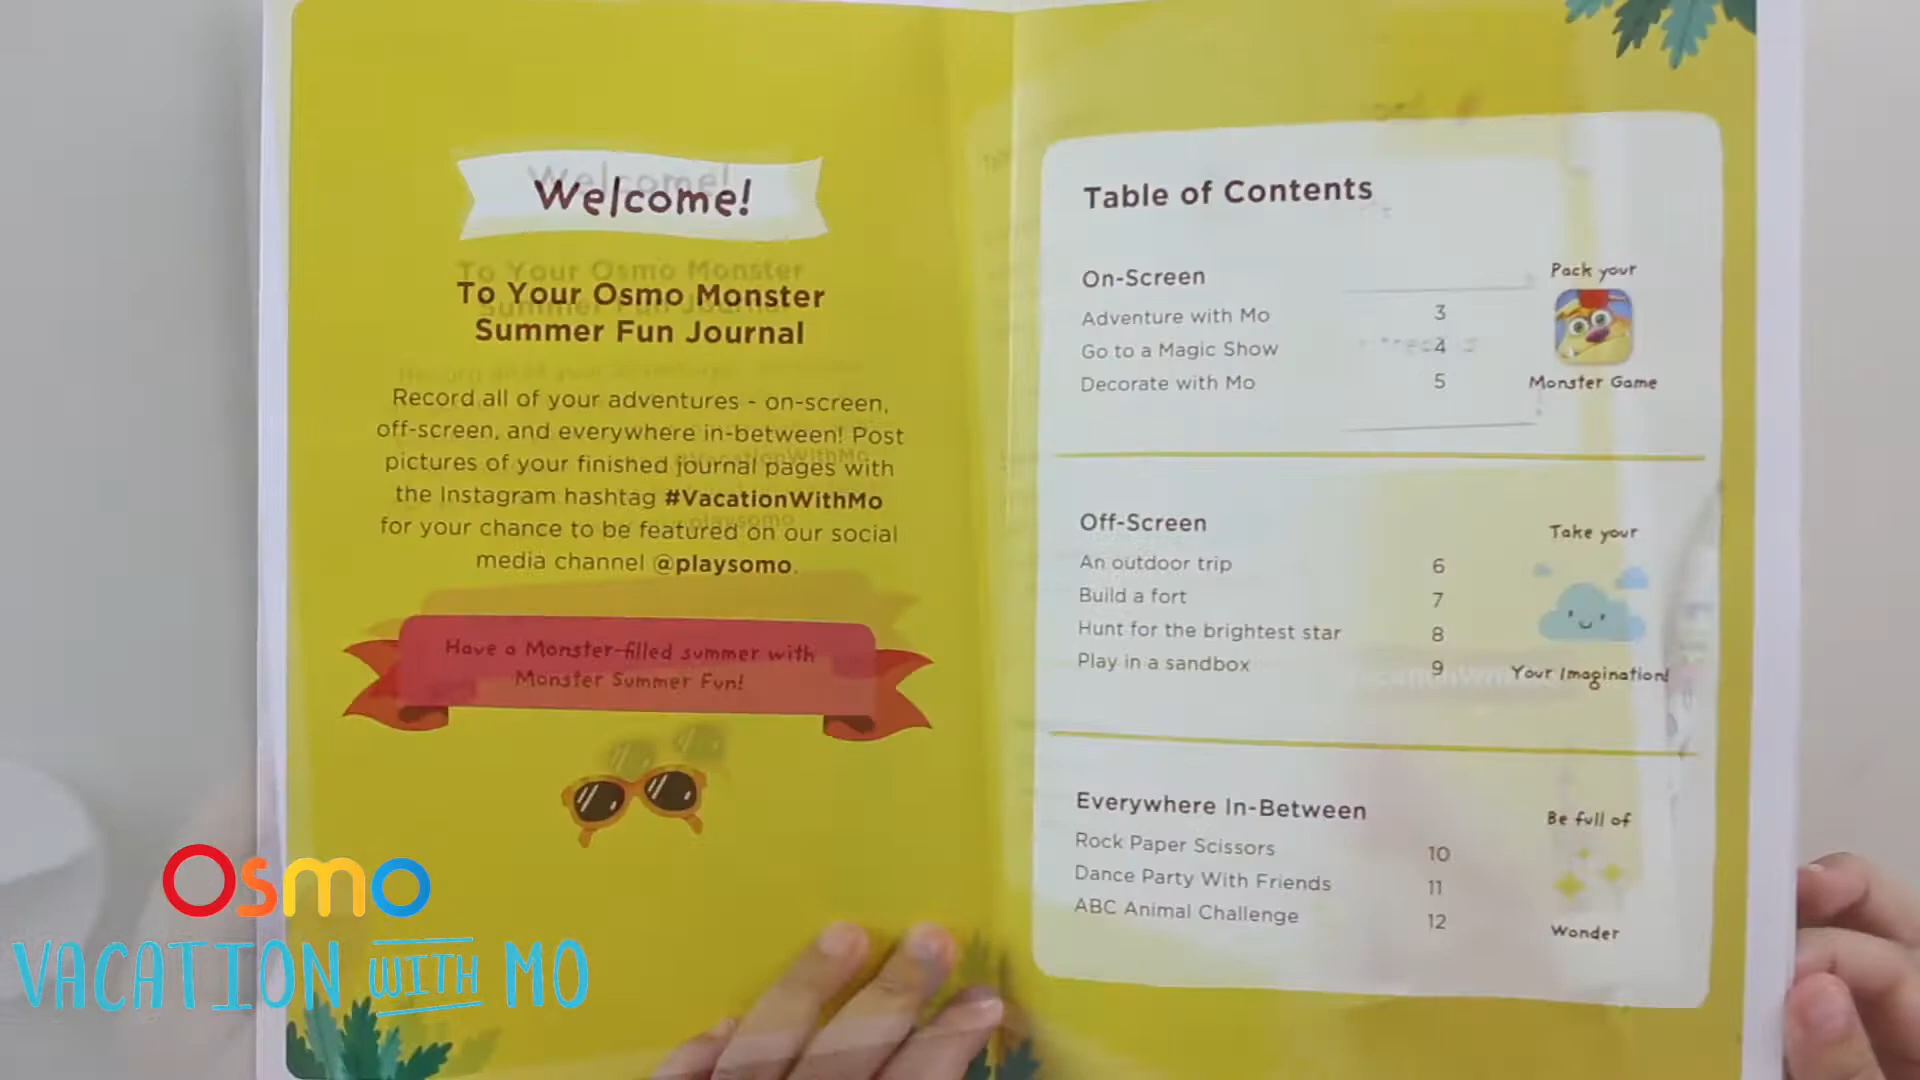 Welcome!
To Your Osmo Monster
Summer Fun Journal
Record all of your adventures - on-screen,
off-screen, and everywhere in-between! Post
pictures of your finished journal pages with
the Instagram hashtag #VacationWithMo
for your chance to be featured on our social
media channel @playsomo.
Have a Monster-filled summer with
Monster Summer Fun!
Table of Contents
On-Screen
Adventure with Mo 3
Go to a Magic Show 4
Decorate with Mo 5
Pack your
Monster Game
Off-Screen
An outdoor trip 6
Build a fort 7
Hunt for the brightest star 8
Play in a sandbox 9
Take your
Your Imagination!
Everywhere In-Between
Rock Paper Scissors 10
Dance Party With Friends 11
ABC Animal Challenge 12
Be full of
Wonder
Osmo
VACATION WITH MO